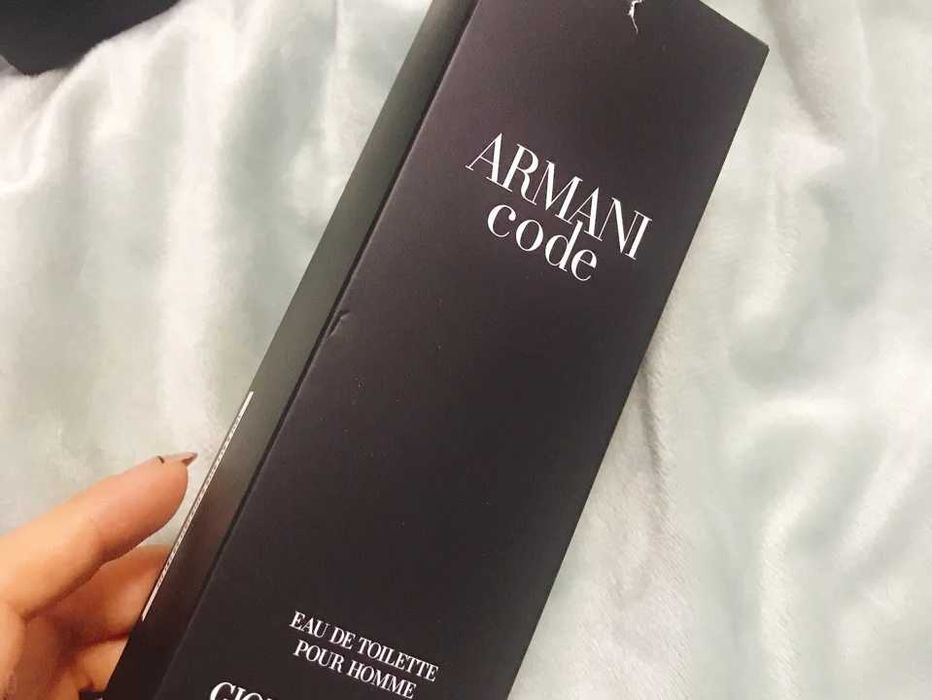 ARMANI
code
EAU DE TOILETTE
POUR HOMME